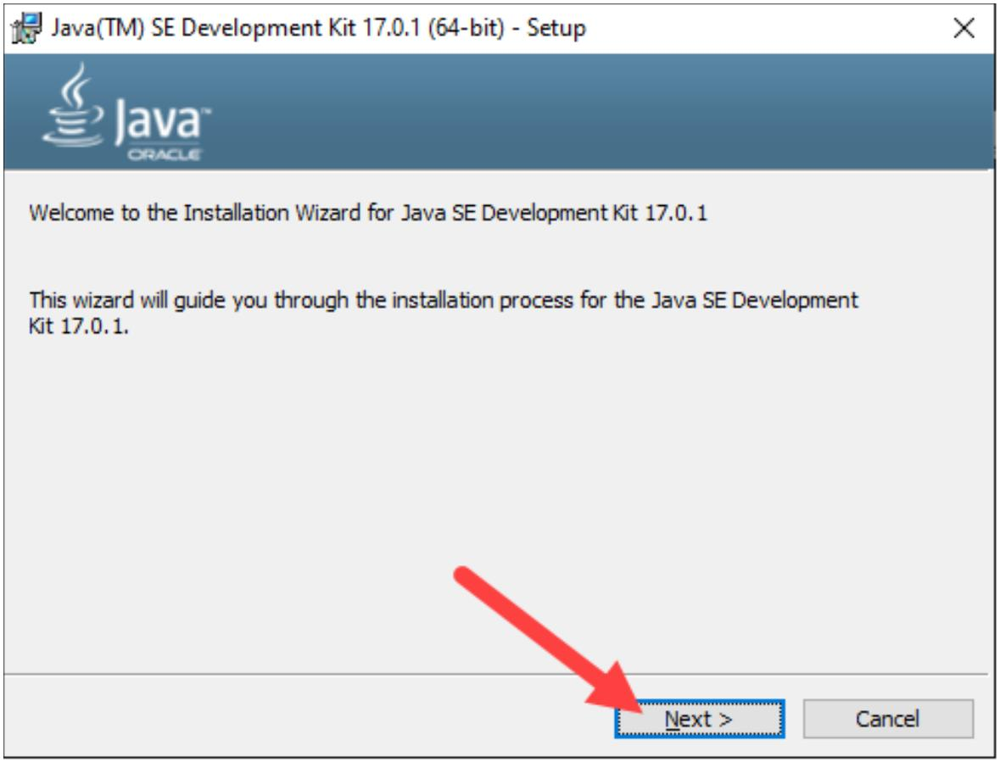 Java(TM) SE Development Kit 17.0.1 (64-bit) - Setup
Java™
ORACLE
Welcome to the Installation Wizard for Java SE Development Kit 17.0.1
This wizard will guide you through the installation process for the Java SE Development
Kit 17.0.1.
Next >
Cancel